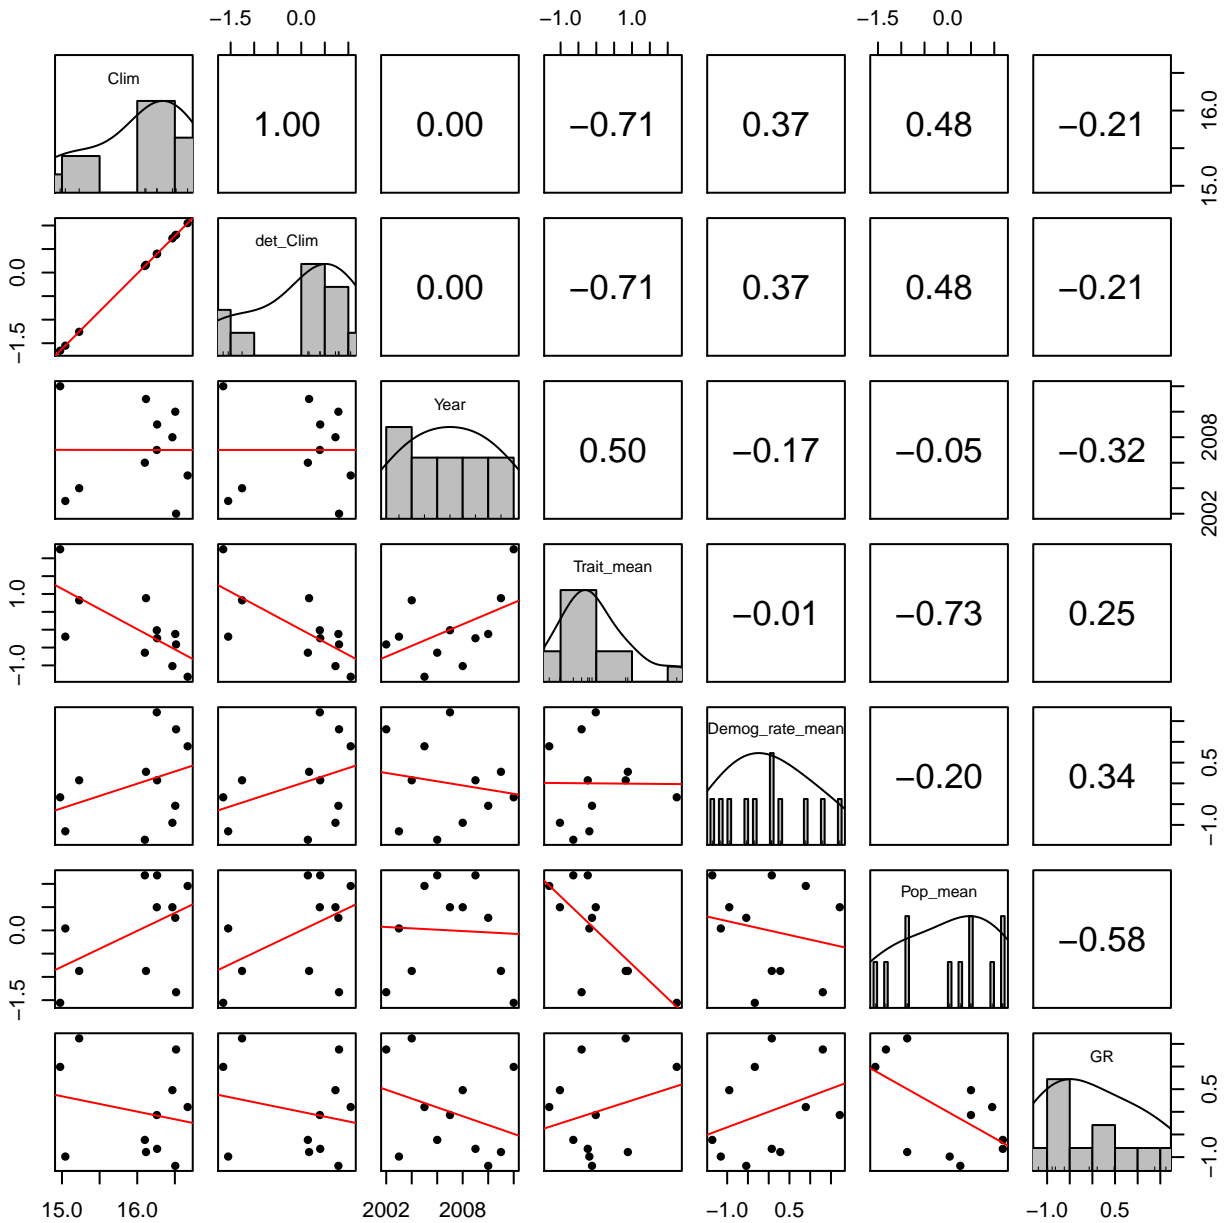 −1.5 0.0 −1.0 1.0 −1.5 0.0
Clim 1.00 0.00 −0.71 0.37 0.48 −0.21 15.0 16.0
−1.5 0.0 det_Clim 0.00 −0.71 0.37 0.48 −0.21
Year 0.50 −0.17 −0.05 −0.32 2002 2008
−1.0 1.0 Trait_mean −0.01 −0.73 0.25
Demog_rate_mean −0.20 0.34 −1.0 0.5
−1.5 0.0 Pop_mean −0.58
GR −1.0 0.5
15.0 16.0 2002 2008 −1.0 0.5 −1.0 0.5